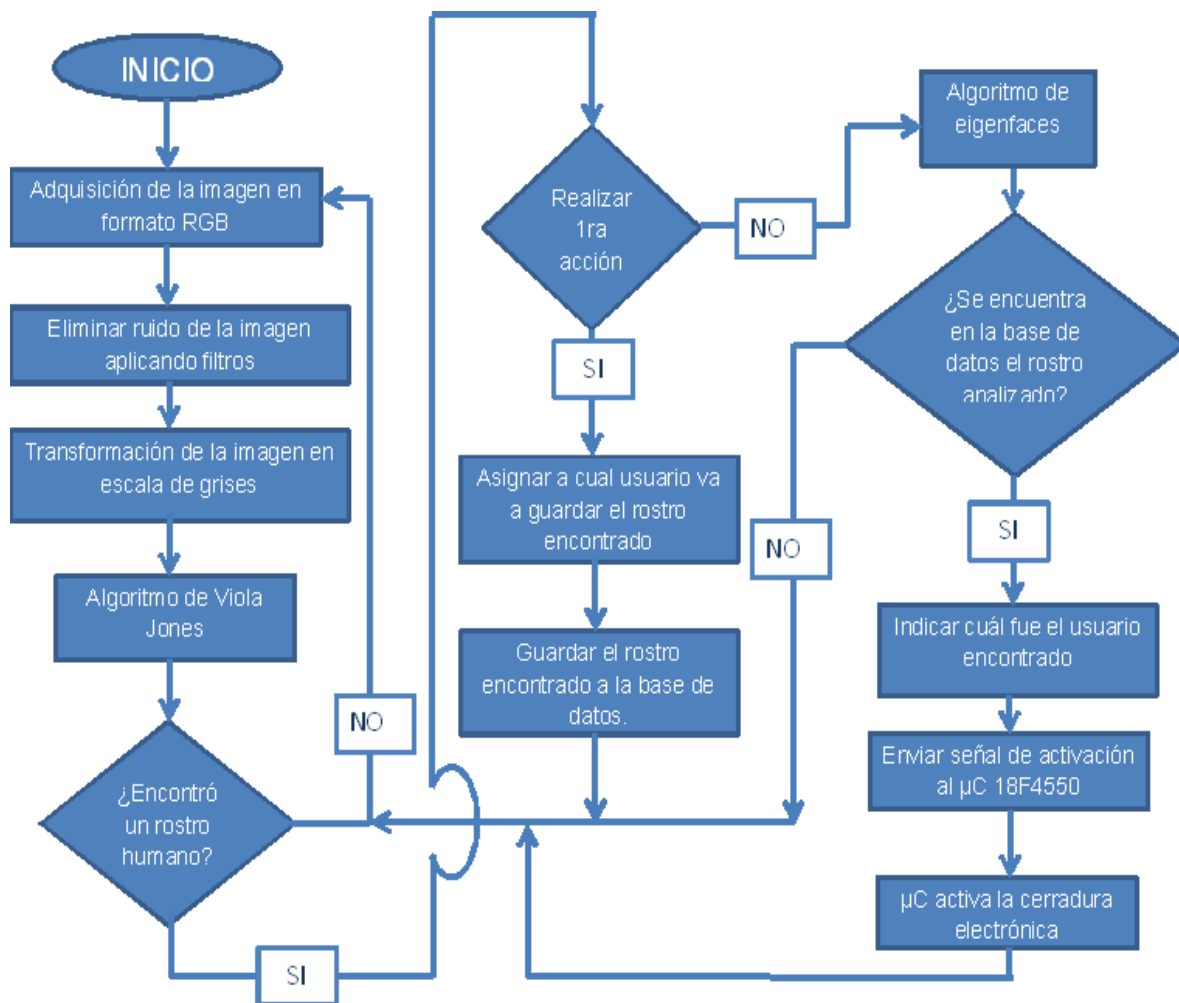 INICIO
Adquisición de la imagen en
formato RGB
Eliminar ruido de la imagen
aplicando filtros
Transformación de la imagen en
escala de grises
Algoritmo de Viola
Jones
¿Encontró
un rostro
humano?
NO
SI
Realizar
1ra
acción
NO
SI
Asignar a cual usuario va
a guardar el rostro
encontrado
Guardar el rostro
encontrado a la base de
datos.
Algoritmo de
eigenfaces
¿Se encuentra
en la base de
datos el rostro
analizado?
NO
SI
Indicar cuál fue el usuario
encontrado
Enviar señal de activación
al µC 18F4550
µC activa la cerradura
electrónica